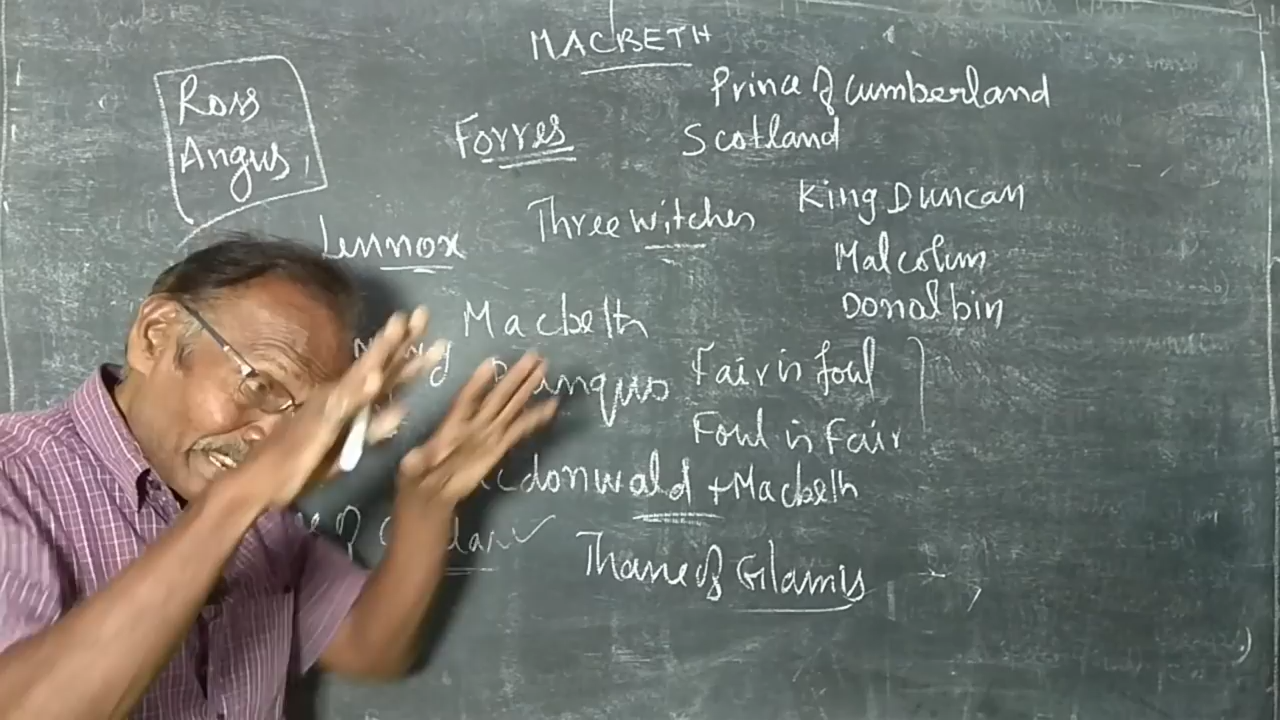 MACBETH
Prince of Cumberland
Ross
Angus,
Forres
Scotland
King Duncan
Three witches
Lennox
Malcolm
Donalbin
Macbeth
Fair is foul
Foul is Fair
+ Macbeth
Thane of Glamis